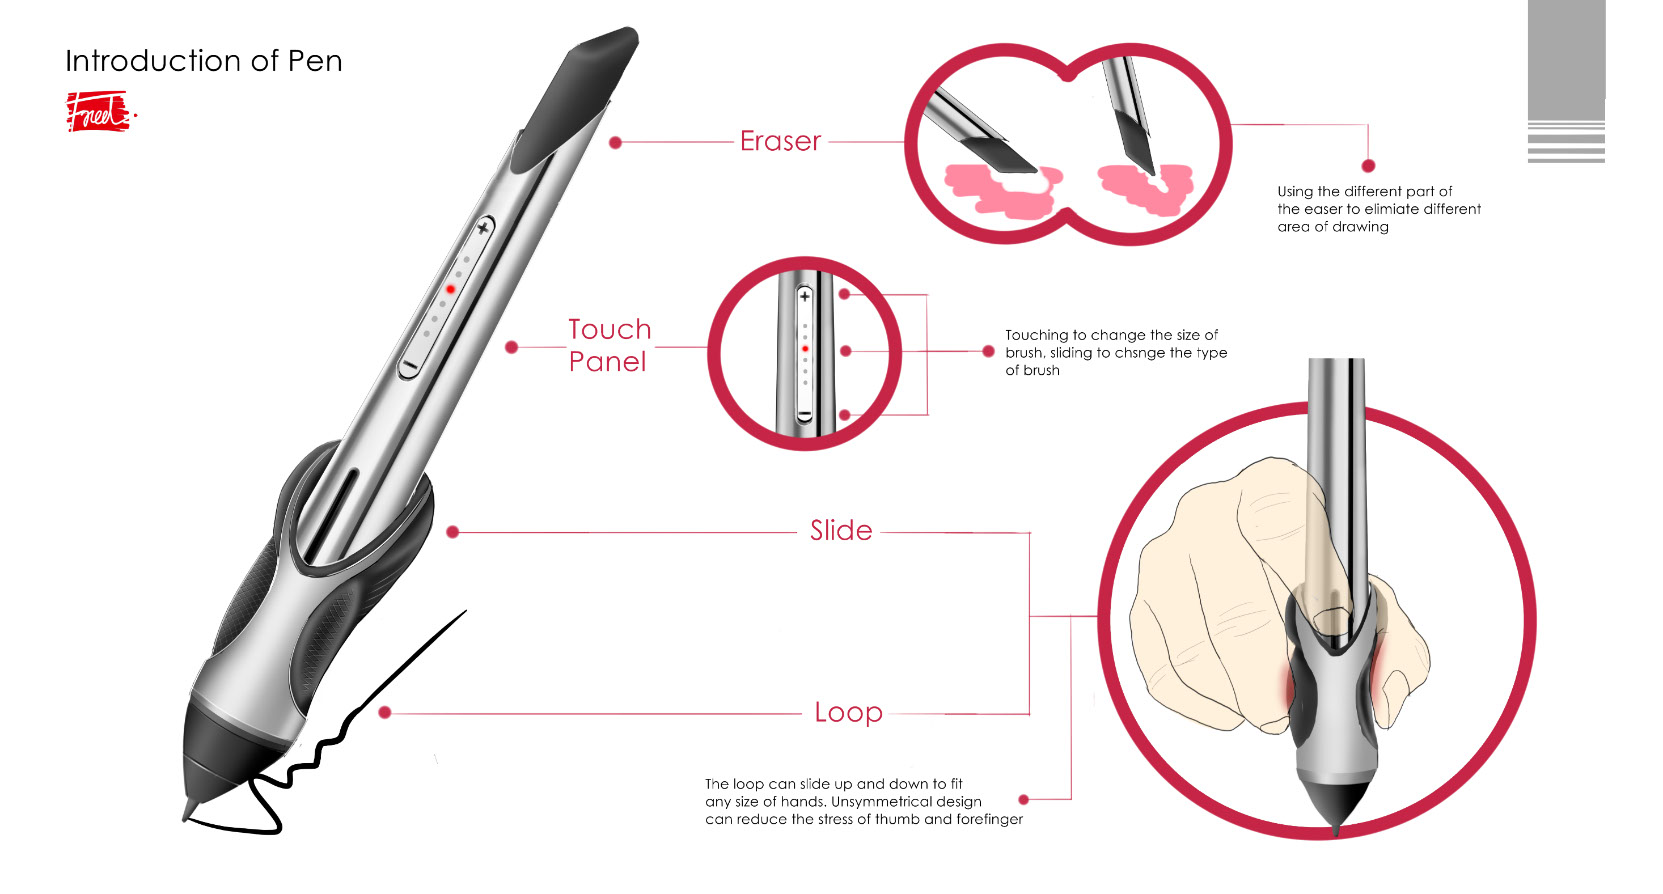 Introduction of Pen
Eraser
Using the different part of
the easer to elimiate different
area of drawing
Touch
Panel
Touching to change the size of
brush, sliding to chsnge the type
of brush
Slide
Loop
The loop can slide up and down to fit
any size of hands. Unsymmetrical design
can reduce the stress of thumb and forefinger